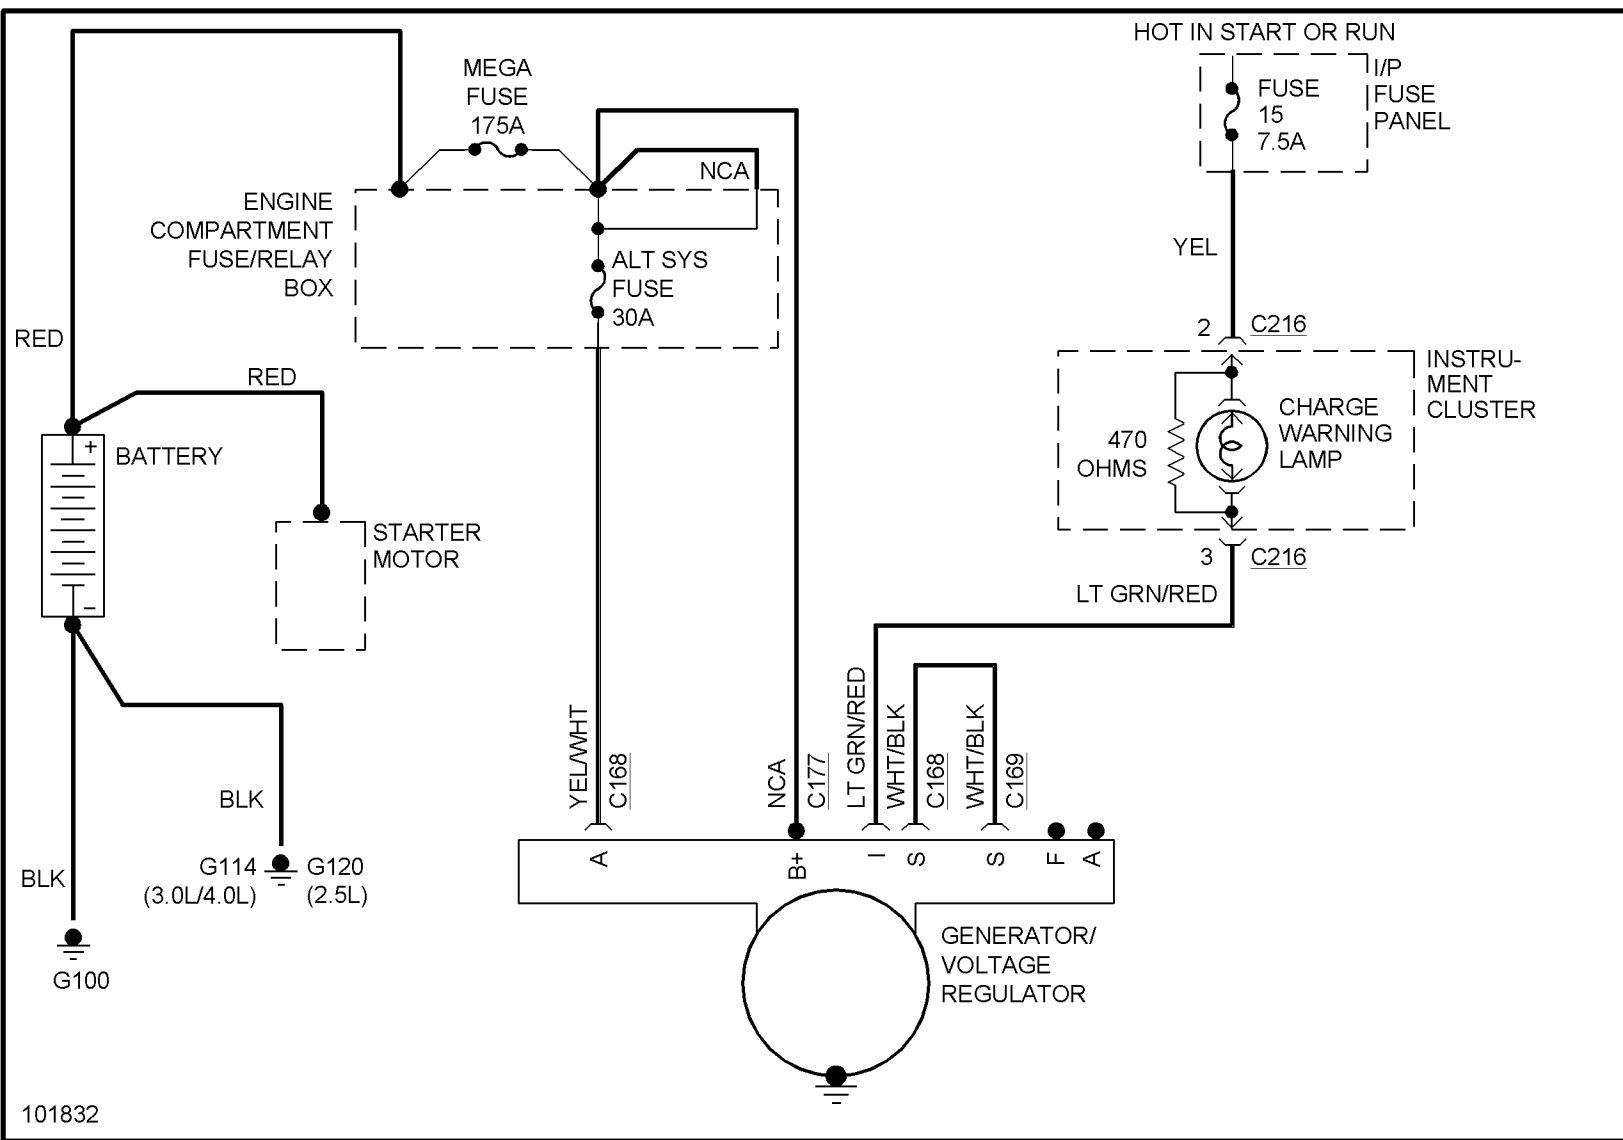 HOT IN START OR RUN
MEGA
FUSE
175A
FUSE
15
7.5A
I/P
FUSE
PANEL
NCA
ENGINE
COMPARTMENT
FUSE/RELAY
BOX
ALT SYS
FUSE
30A
YEL
RED
RED
2
C216
INSTRU-
MENT
CLUSTER
CHARGE
WARNING
LAMP
470
OHMS
+
BATTERY
−
STARTER
MOTOR
3
C216
LT GRN/RED
YEL/WHT
C168
NCA
C177
LT GRN/RED
WHT/BLK
C168
WHT/BLK
C169
BLK
BLK
G114
(3.0L/4.0L)
G120
(2.5L)
G100
A
B+
I
S
S
F
A
GENERATOR/
VOLTAGE
REGULATOR
101832